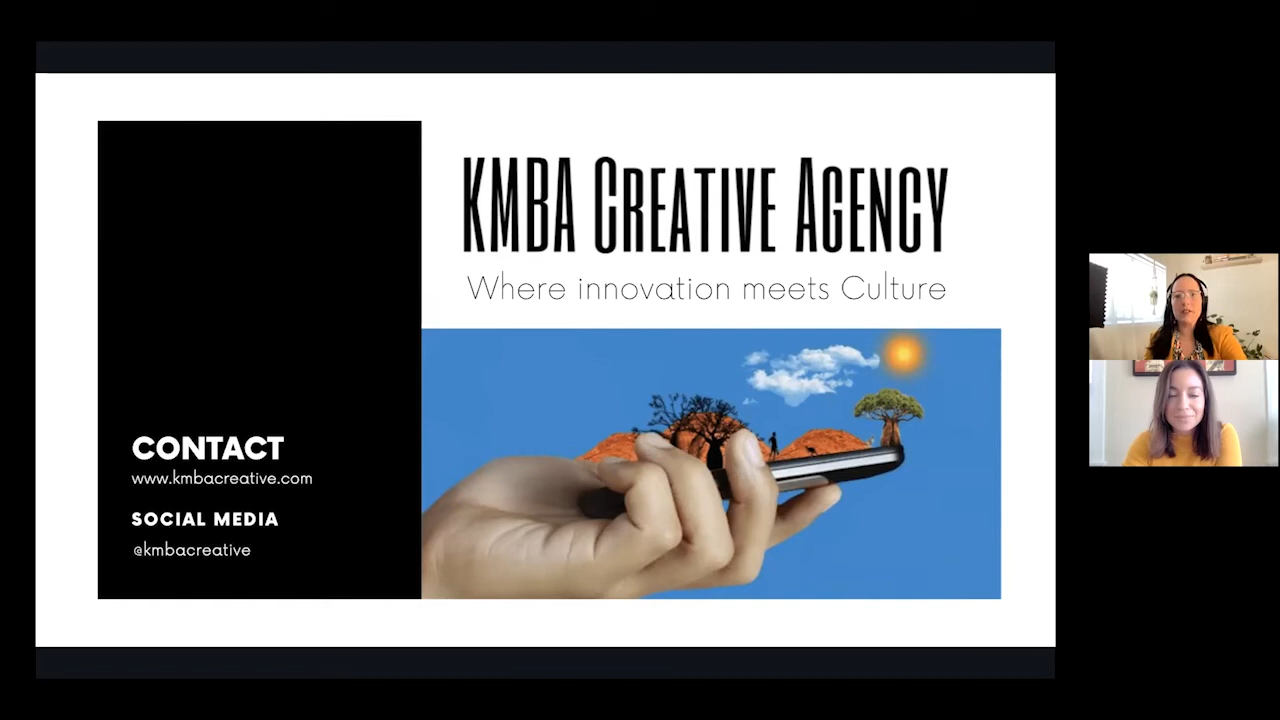 KMBA CREATIVE AGENCY
Where innovation meets Culture
CONTACT
www.kmbacreative.com
SOCIAL MEDIA
@kmbacreative